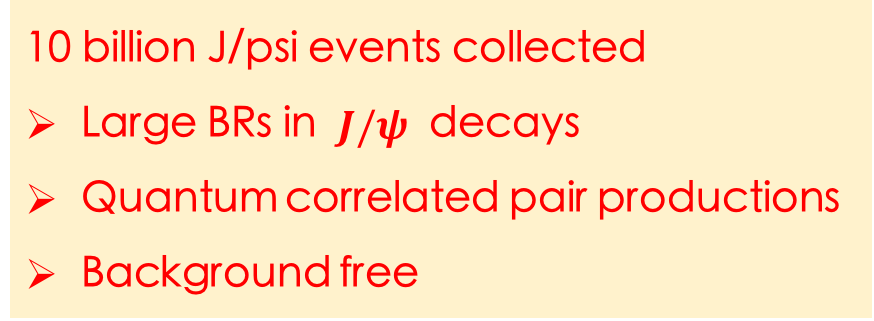 10 billion J/psi events collected
➢ Large BRs in J/ψ decays
➢ Quantum correlated pair productions
➢ Background free